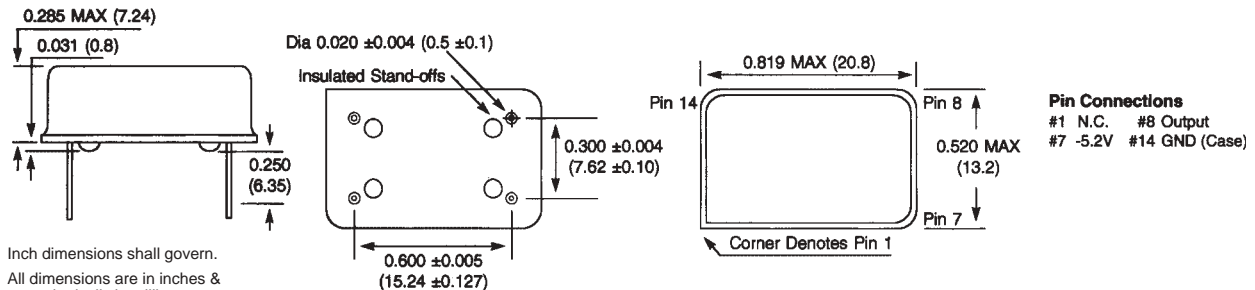 0.285 MAX (7.24)
0.031 (0.8)
0.250
(6.35)
Dia 0.020 ±0.004 (0.5 ±0.1)
Insulated Stand-offs
0.300 ±0.004
(7.62 ±0.10)
0.600 ±0.005
(15.24 ±0.127)
0.819 MAX (20.8)
Pin 14
Pin 8
0.520 MAX
(13.2)
Pin 7
Corner Denotes Pin 1
Pin Connections
#1 N.C. #8 Output
#7 -5.2V #14 GND (Case)
Inch dimensions shall govern.
All dimensions are in inches &